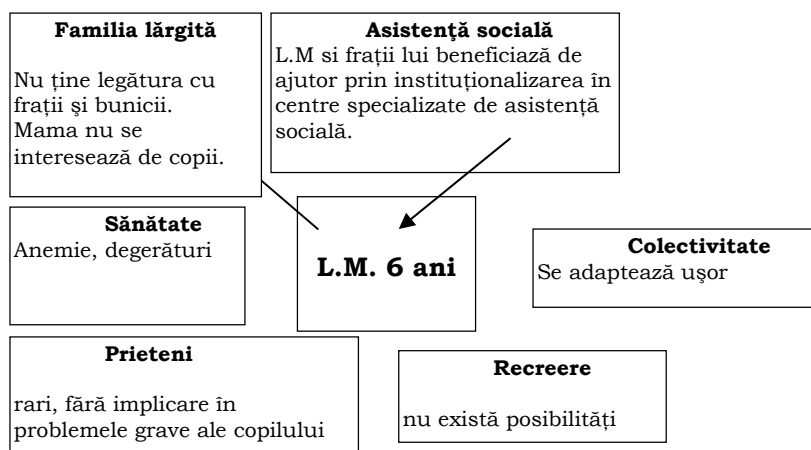 Familia lărgită
Nu ține legătura cu
frații şi bunicii.
Mama nu se
interesează de copii.
Asistenţă socială
L.M si frații lui beneficiază de
ajutor prin instituționalizarea în
centre specializate de asistență
socială.
Sănătate
Anemie, degerături
L.M. 6 ani
Colectivitate
Se adaptează uşor
Prieteni
rari, fără implicare în
problemele grave ale copilului
Recreere
nu există posibilități